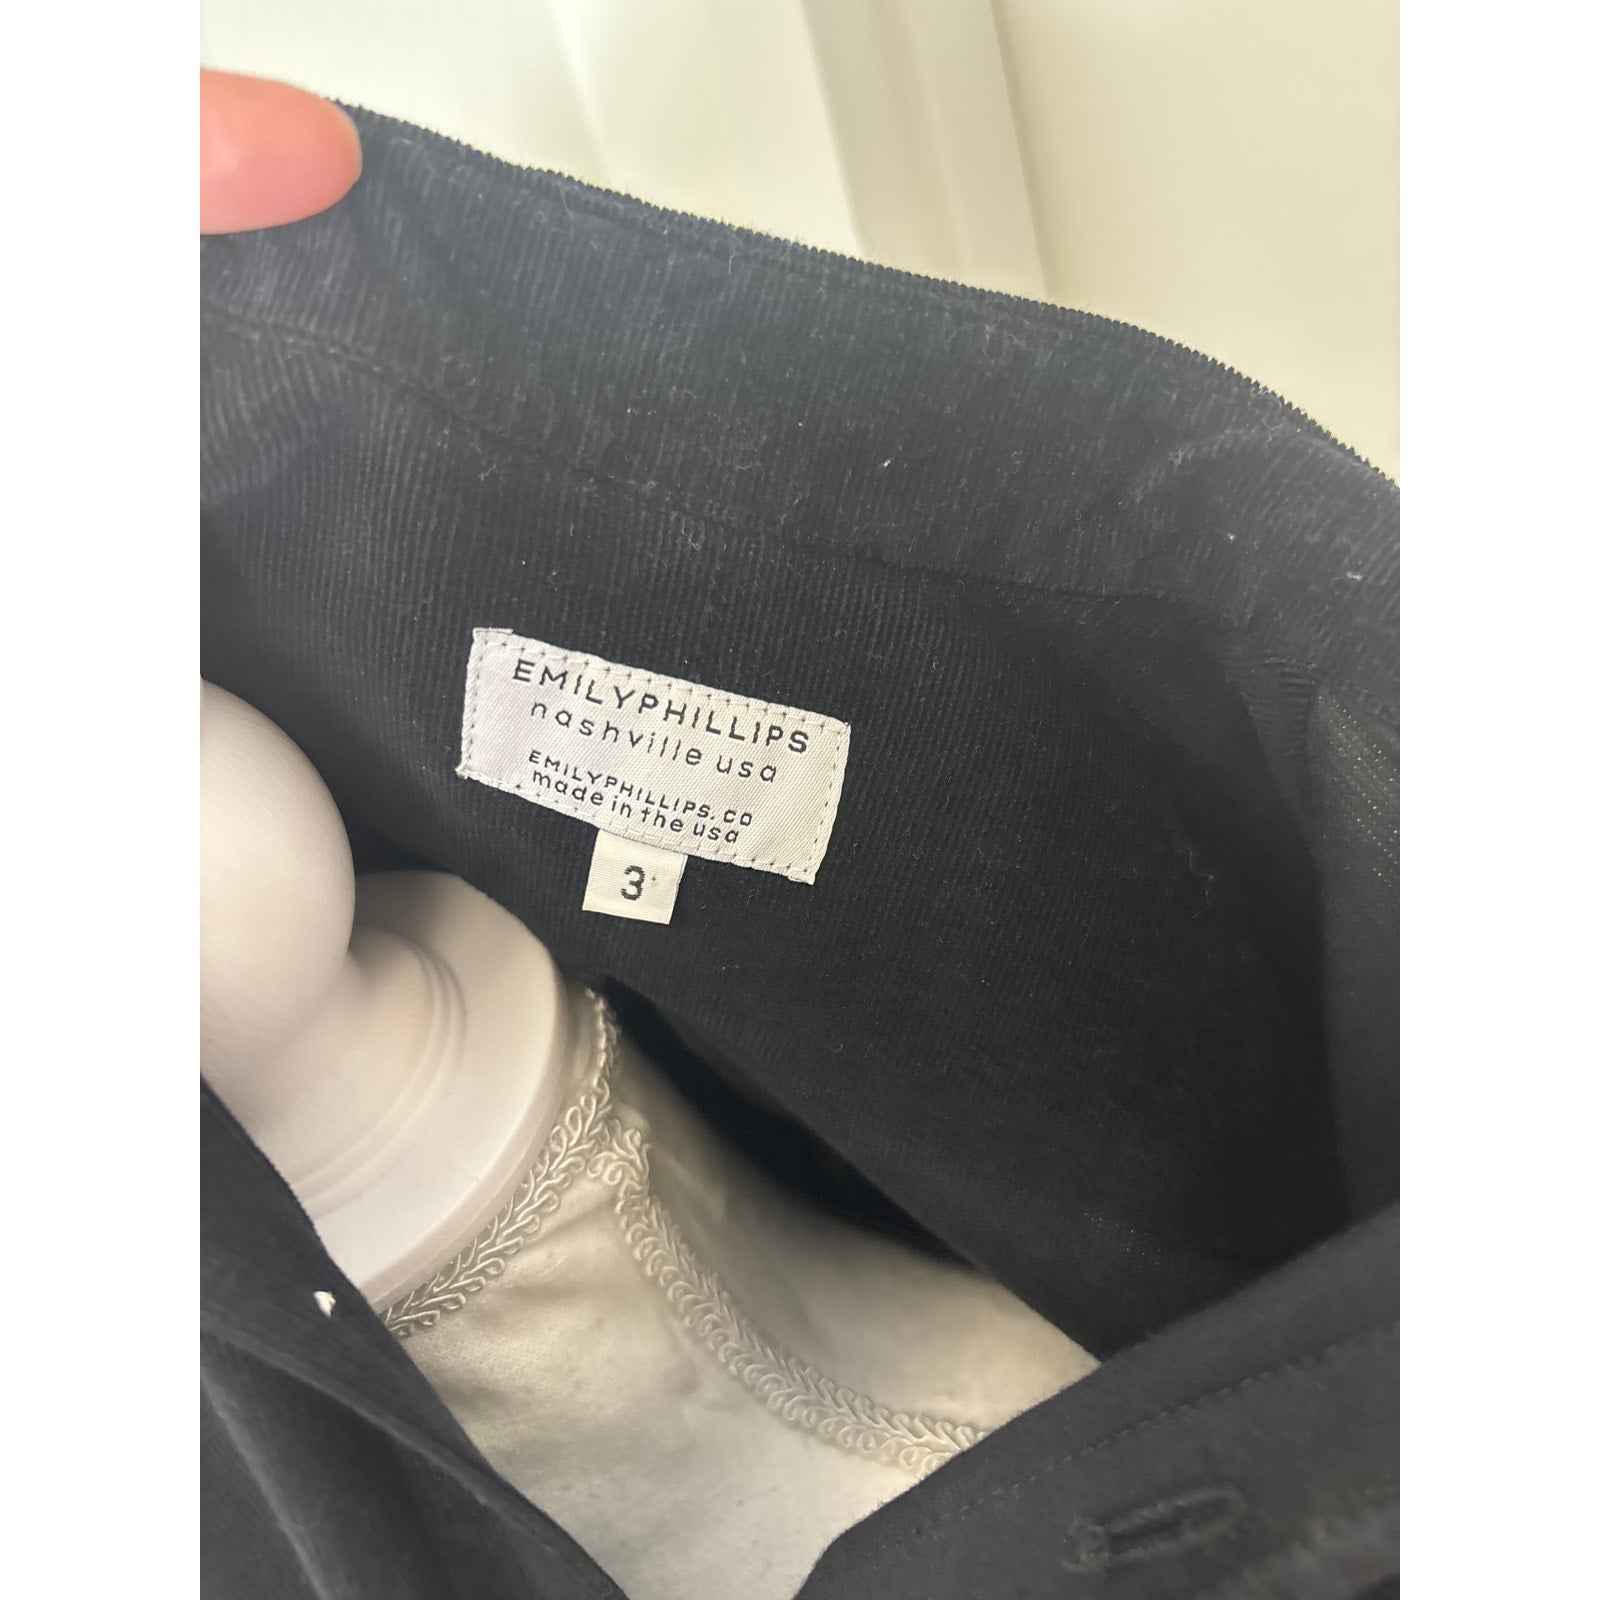 EMILYPHILLIPS
nashville usa
EMILYPHILLIPS.CO
made in the usa
3